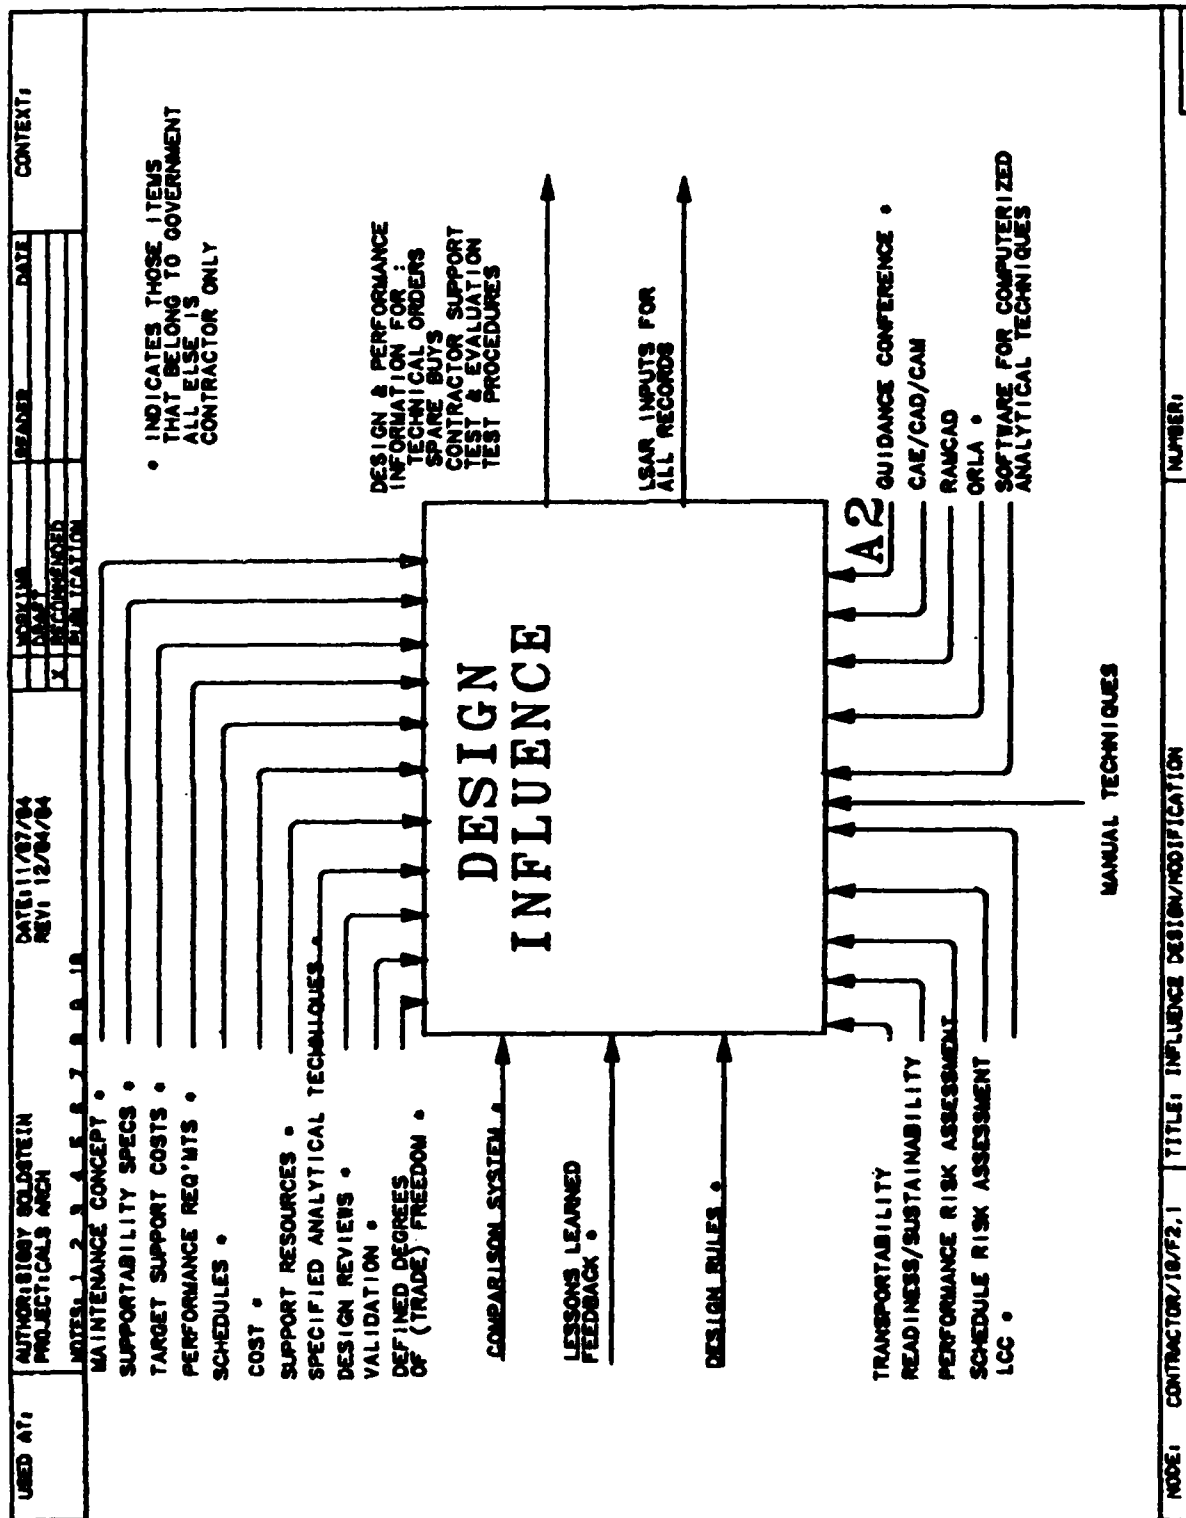 USED AT:
AUTHOR: SIGGY GOLDSTEIN
PROJECT: CALS ARCH
NOTES: 1 2 3 4 5 6 7 8 9 10
DATE: 11/07/84
REV: 12/04/84
WORKING
DRAFT
X RECOMMENDED
PUBLICATION
READER
DATE
CONTEXT:
MAINTENANCE CONCEPT •
SUPPORTABILITY SPECS •
TARGET SUPPORT COSTS •
PERFORMANCE REQ'MTS •
SCHEDULES •
COST •
SUPPORT RESOURCES •
SPECIFIED ANALYTICAL TECHNIQUES •
DESIGN REVIEWS •
VALIDATION •
DEFINED DEGREES
OF (TRADE) FREEDOM •
• INDICATES THOSE ITEMS
THAT BELONG TO GOVERNMENT
ALL ELSE IS
CONTRACTOR ONLY
COMPARISON SYSTEM •
LESSONS LEARNED
FEEDBACK •
DESIGN RULES •
DESIGN
INFLUENCE
A2
DESIGN & PERFORMANCE
INFORMATION FOR :
TECHNICAL ORDERS
SPARE BUYS
CONTRACTOR SUPPORT
TEST & EVALUATION
TEST PROCEDURES
LSAR INPUTS FOR
ALL RECORDS
TRANSPORTABILITY
READINESS/SUSTAINABILITY
PERFORMANCE RISK ASSESSMENT
SCHEDULE RISK ASSESSMENT
LCC •
MANUAL TECHNIQUES
GUIDANCE CONFERENCE •
CAE/CAD/CAM
RAMCAD
ORLA •
SOFTWARE FOR COMPUTERIZED
ANALYTICAL TECHNIQUES
NODE: CONTRACTOR/18/F2.1
TITLE: INFLUENCE DESIGN/MODIFICATION
NUMBER: